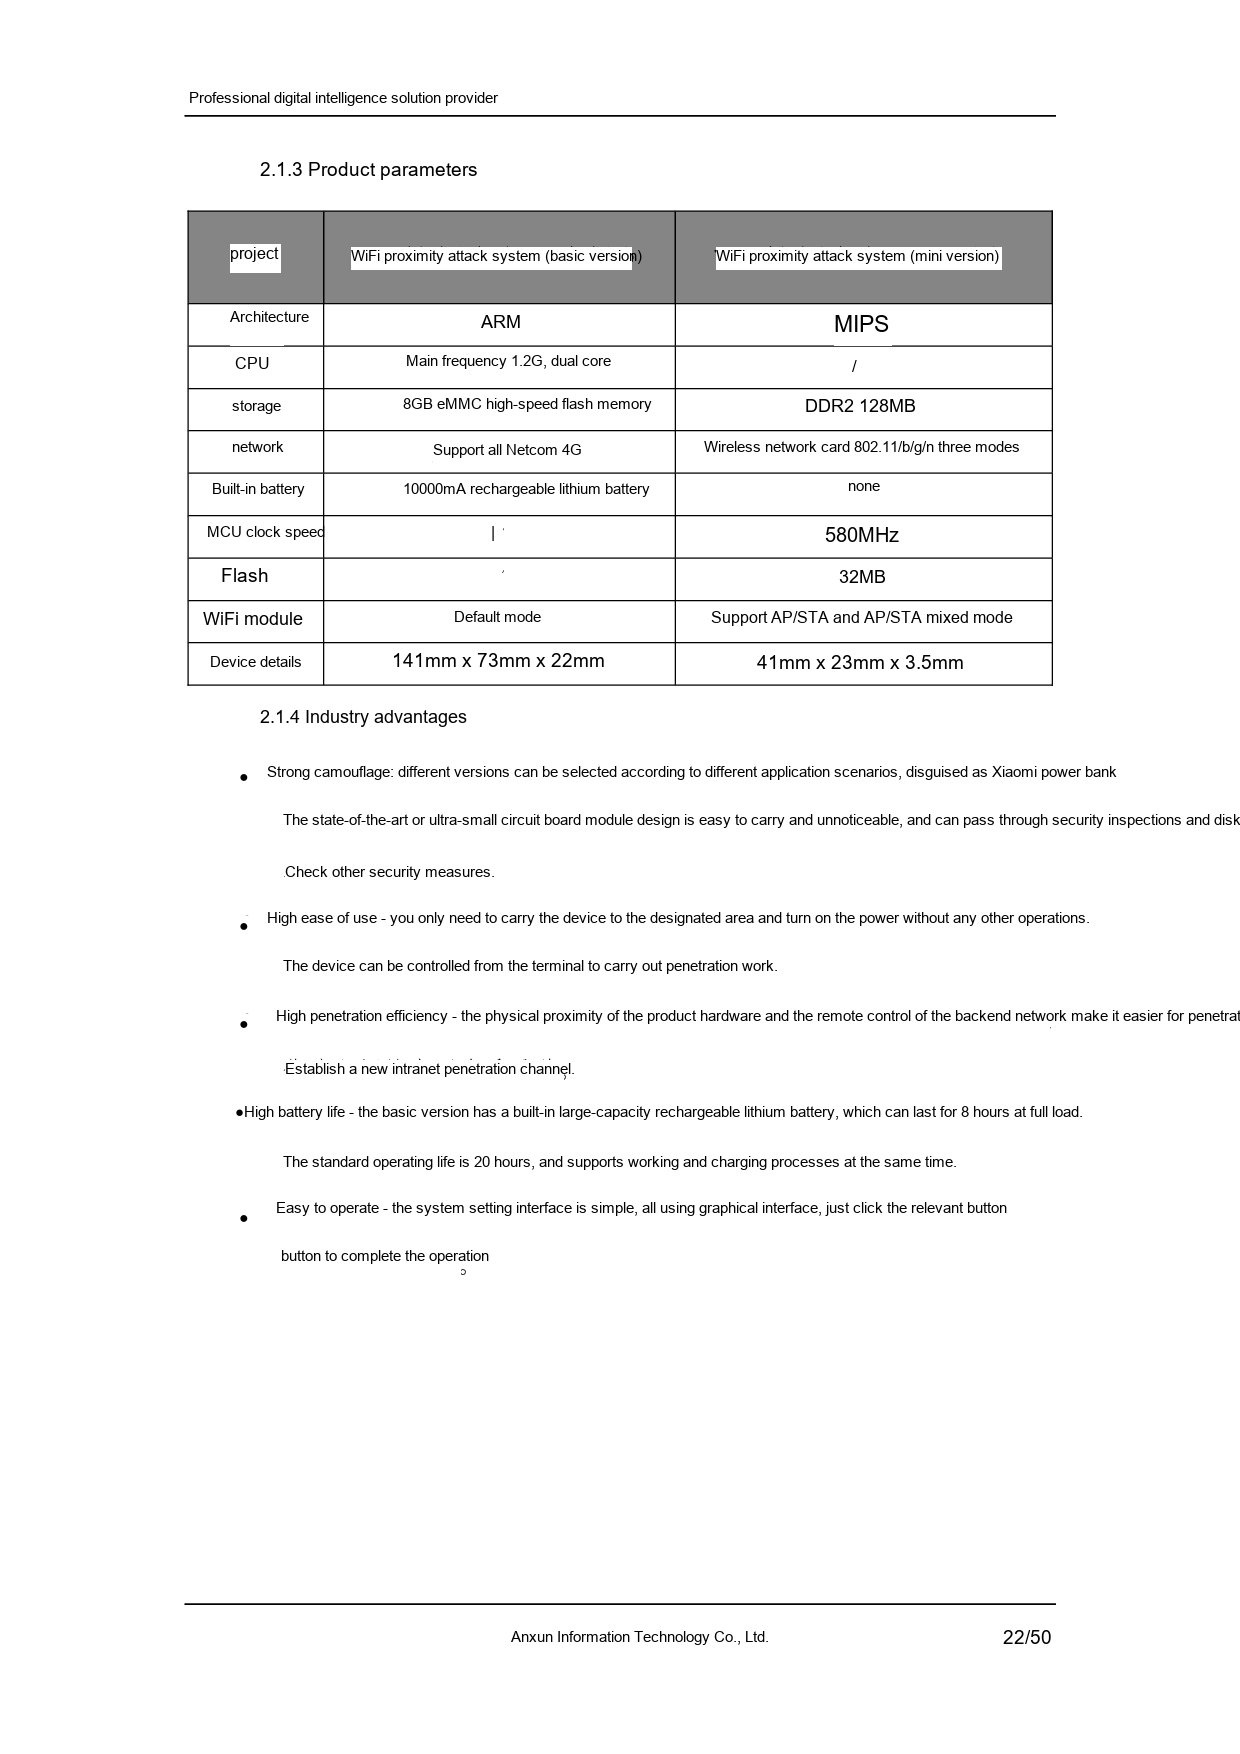 Professional digital intelligence solution provider
2.1.3 Product parameters
project WiFi proximity attack system (basic version) WiFi proximity attack system (mini version)
Architecture ARM MIPS
CPU Main frequency 1.2G, dual core /
storage 8GB eMMC high-speed flash memory DDR2 128MB
network Support all Netcom 4G Wireless network card 802.11/b/g/n three modes
Built-in battery 10000mA rechargeable lithium battery none
MCU clock speed | 580MHz
Flash 32MB
WiFi module Default mode Support AP/STA and AP/STA mixed mode
Device details 141mm x 73mm x 22mm 41mm x 23mm x 3.5mm
2.1.4 Industry advantages
● Strong camouflage: different versions can be selected according to different application scenarios, disguised as Xiaomi power bank
The state-of-the-art or ultra-small circuit board module design is easy to carry and unnoticeable, and can pass through security inspections and disk
Check other security measures.
● High ease of use - you only need to carry the device to the designated area and turn on the power without any other operations.
The device can be controlled from the terminal to carry out penetration work.
● High penetration efficiency - the physical proximity of the product hardware and the remote control of the backend network make it easier for penetrat
Establish a new intranet penetration channel.
●High battery life - the basic version has a built-in large-capacity rechargeable lithium battery, which can last for 8 hours at full load.
The standard operating life is 20 hours, and supports working and charging processes at the same time.
● Easy to operate - the system setting interface is simple, all using graphical interface, just click the relevant button
button to complete the operation
Anxun Information Technology Co., Ltd. 22/50